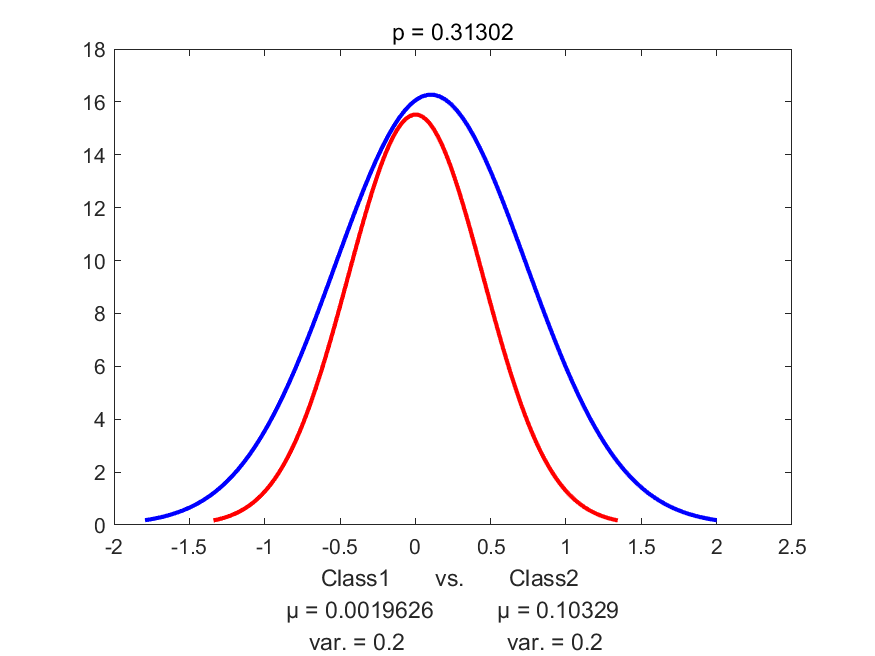 p = 0.31302
18
16
14
12
10
8
6
4
2
0
-2 -1.5 -1 -0.5 0 0.5 1 1.5 2 2.5
Class1 vs. Class2
μ = 0.0019626 μ = 0.10329
var. = 0.2 var. = 0.2